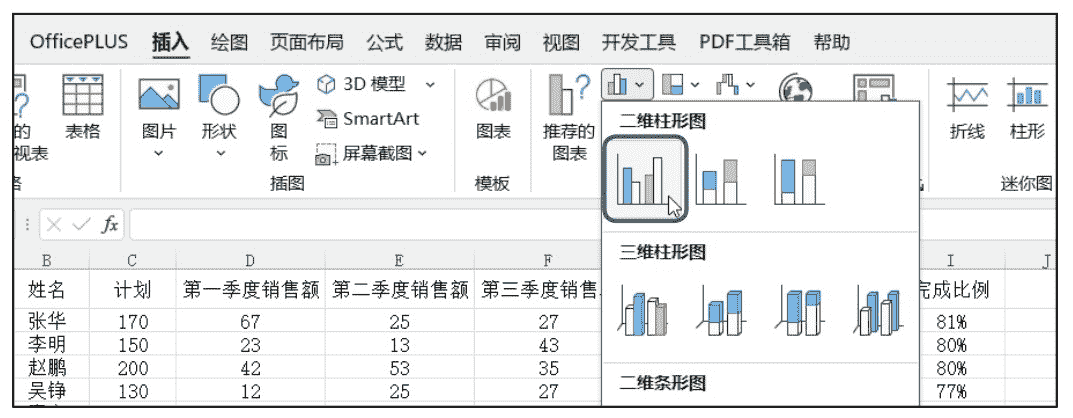 OfficePLUS 插入 绘图 页面布局 公式 数据 审阅 视图 开发工具 PDF工具箱 帮助
3D 模型
SmartArt
屏幕截图
的 表格 图片 形状 图标 图表 推荐的图表 折线 柱形
视表
插图 模板 迷你图
二维柱形图
三维柱形图
二维条形图
fx
B C D E F I J
姓名 计划 第一季度销售额 第二季度销售额 第三季度销售 完成比例
张华 170 67 25 27 81%
李明 150 23 13 43 80%
赵鹏 200 42 53 35 80%
吴铮 130 12 25 27 77%